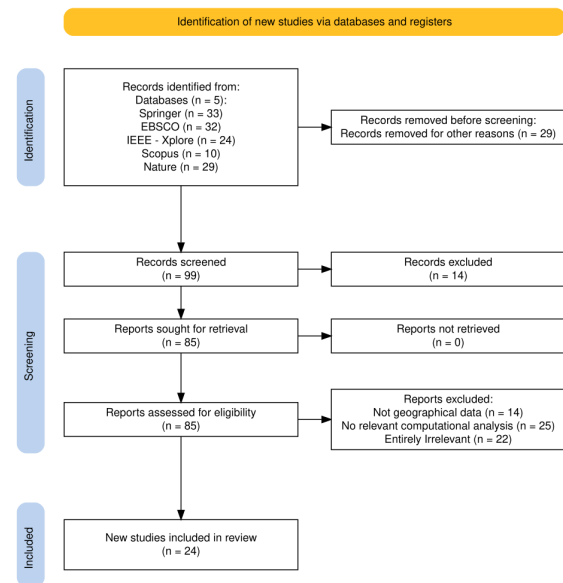 Identification of new studies via databases and registers
Identification
Records identified from:
Databases (n = 5):
Springer (n = 33)
EBSCO (n = 32)
IEEE - Xplore (n = 24)
Scopus (n = 10)
Nature (n = 29)
Records removed before screening:
Records removed for other reasons (n = 29)
Screening
Records screened
(n = 99)
Records excluded
(n = 14)
Reports sought for retrieval
(n = 85)
Reports not retrieved
(n = 0)
Reports assessed for eligibility
(n = 85)
Reports excluded:
Not geographical data (n = 14)
No relevant computational analysis (n = 25)
Entirely Irrelevant (n = 22)
Included
New studies included in review
(n = 24)